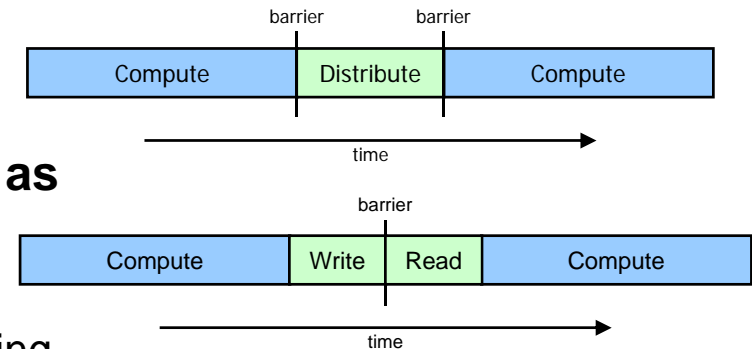 barrier barrier
Compute Distribute Compute
time
as
barrier
Compute Write Read Compute
time